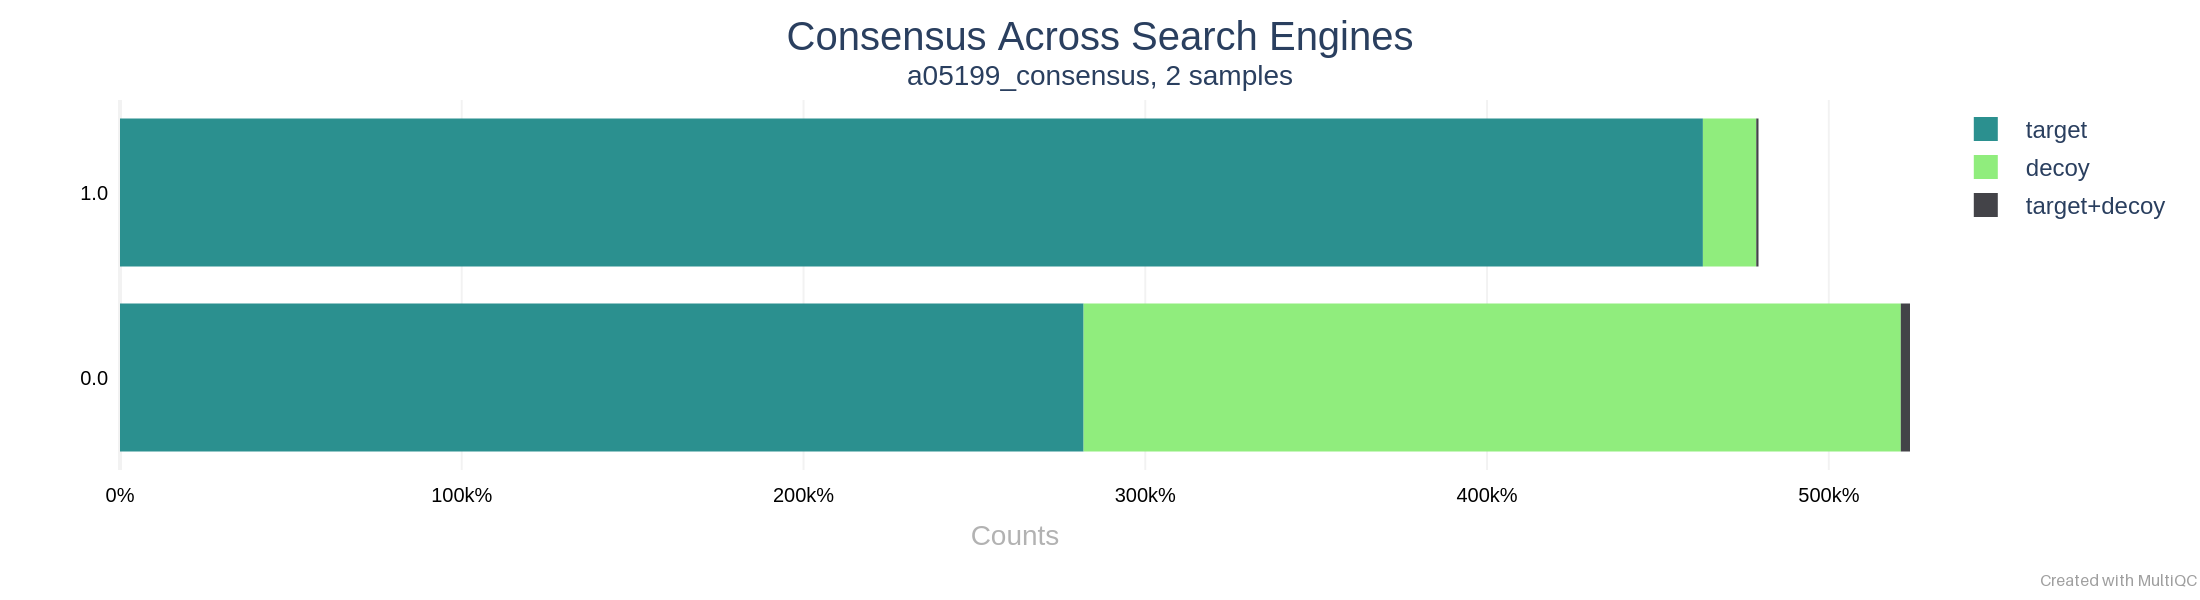 Consensus Across Search Engines
a05199_consensus, 2 samples
target
decoy
target+decoy
1.0
0.0
0%
100k%
200k%
300k%
400k%
500k%
Counts
Created with MultiQC